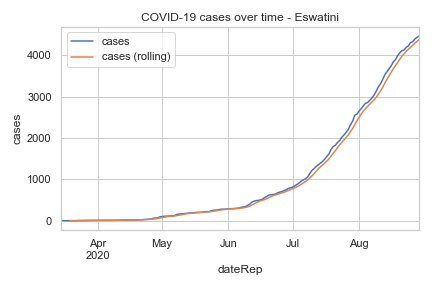 COVID-19 cases over time - Eswatini
cases
cases (rolling)
4000
3000
2000
1000
0
cases
Apr
2020
May
Jun
Jul
Aug
dateRep